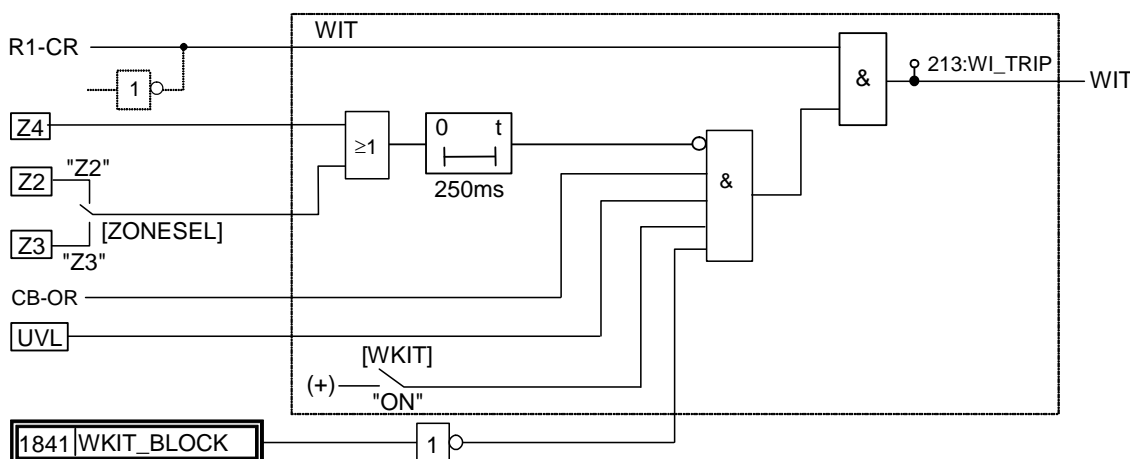 WIT
R1-CR
1
&
213:WI_TRIP
WIT
Z4
≥1
0 t
250ms
&
Z2
"Z2"
[ZONESEL]
Z3
"Z3"
CB-OR
UVL
[WKIT]
(+)
"ON"
1841 WKIT_BLOCK
1